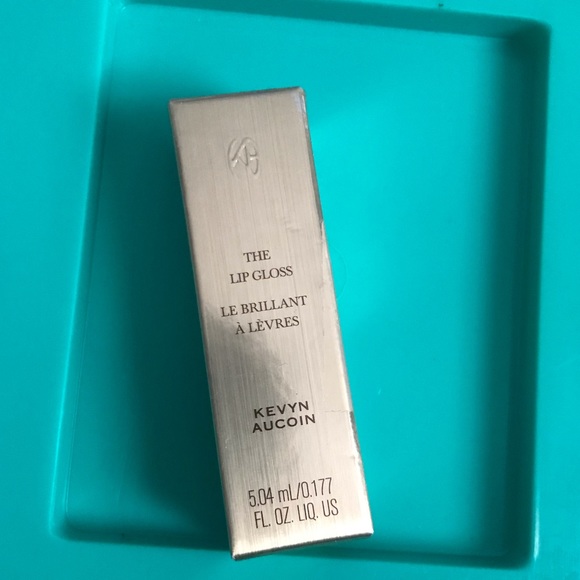 THE
LIP GLOSS
LE BRILLANT
À LÈVRES
KEVYN
AUCOIN
5.04 mL/0.177
FL. OZ. LIQ. US